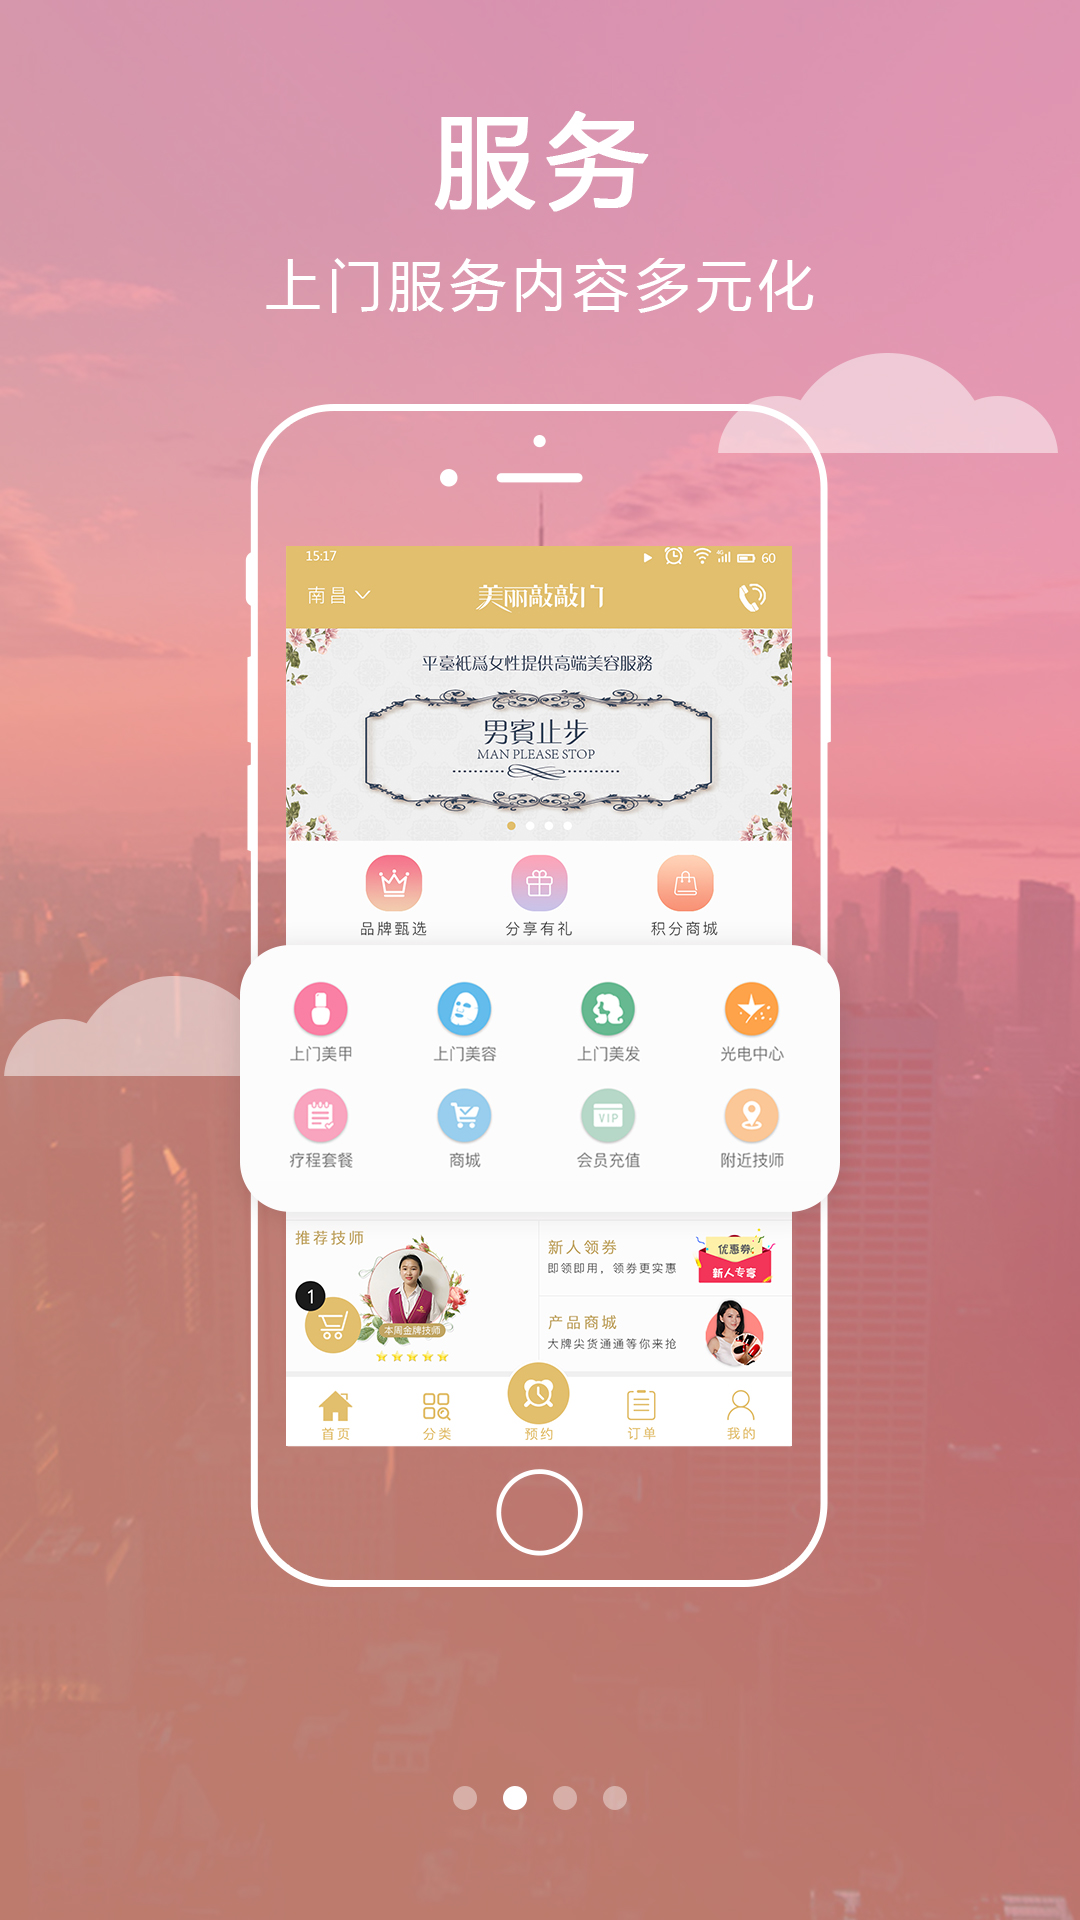 服务
上门服务内容多元化
15:17
4G
60
南昌
美丽敲敲门
平臺衹爲女性提供高端美容服務
男賓止步
MAN PLEASE STOP
品牌甄选
分享有礼
积分商城
上门美甲
上门美容
上门美发
光电中心
VIP
疗程套餐
商城
会员充值
附近技师
推荐技师
1
本周金牌技师
新人领券
即领即用，领券更实惠
优惠券
新人专享
产品商城
大牌尖货通通等你来抢
首页
分类
预约
订单
我的